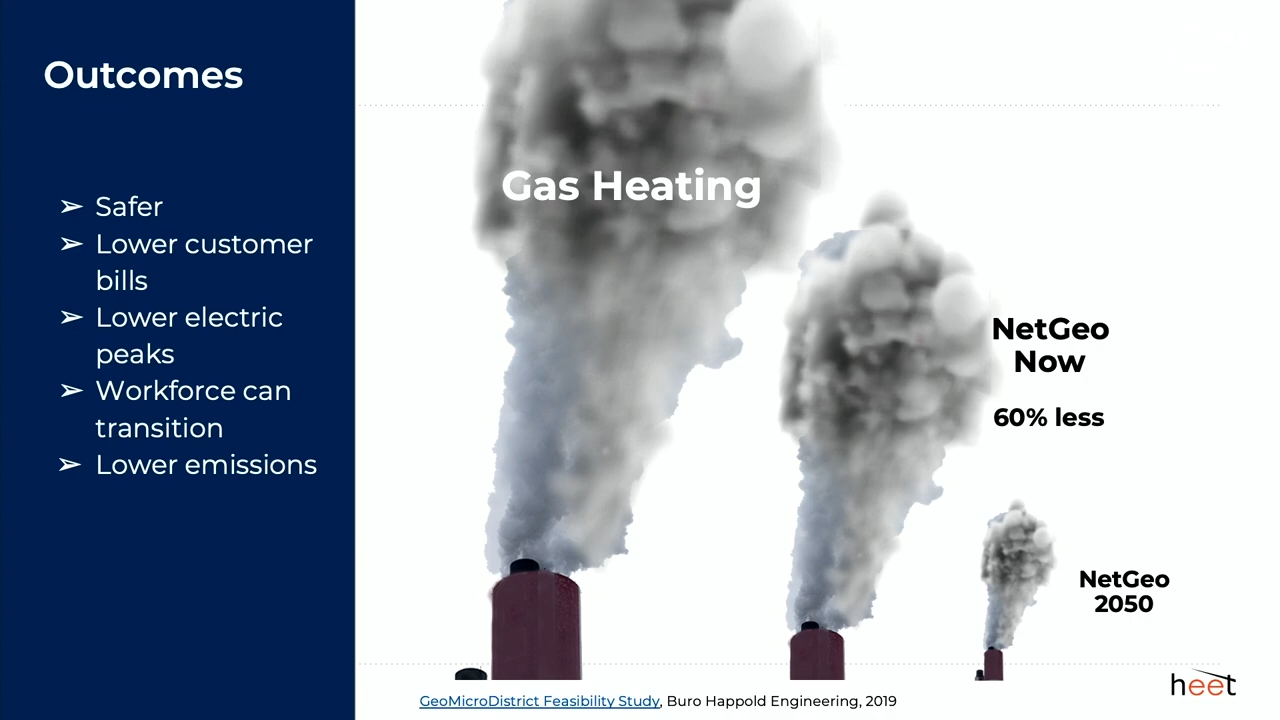 Outcomes
➢ Safer
➢ Lower customer
bills
➢ Lower electric
peaks
➢ Workforce can
transition
➢ Lower emissions
Gas Heating
NetGeo
Now
60% less
NetGeo
2050
GeoMicroDistrict Feasibility Study, Buro Happold Engineering, 2019
heet